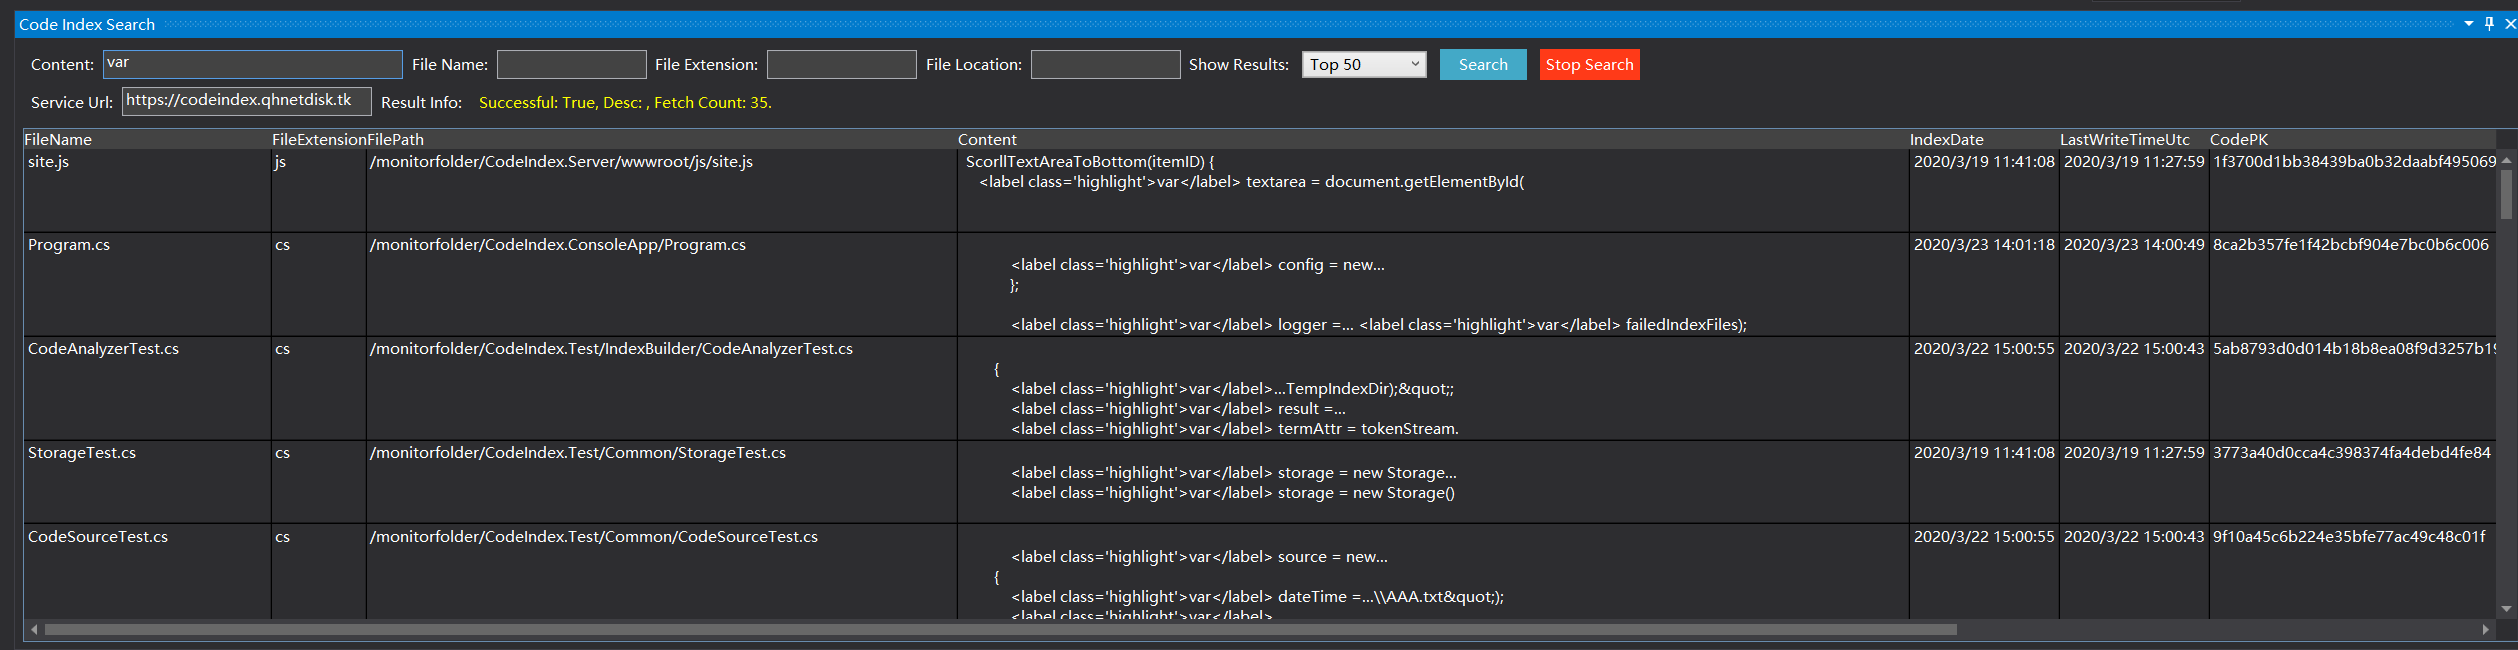 Code Index Search
Content: var File Name: File Extension: File Location: Show Results: Top 50 Search Stop Search
Service Url: https://codeindex.qhnetdisk.tk Result Info: Successful: True, Desc: , Fetch Count: 35.
FileName FileExtension FilePath Content IndexDate LastWriteTimeUtc CodePK
site.js js /monitorfolder/CodeIndex.Server/wwwroot/js/site.js ScorllTextAreaToBottom(itemID) { 2020/3/19 11:41:08 2020/3/19 11:27:59 1f3700d1bb38439ba0b32daabf495069
<label class='highlight'>var</label> textarea = document.getElementById(
Program.cs cs /monitorfolder/CodeIndex.ConsoleApp/Program.cs 2020/3/23 14:01:18 2020/3/23 14:00:49 8ca2b357fe1f42bcbf904e7bc0b6c006
<label class='highlight'>var</label> config = new...
};
<label class='highlight'>var</label> logger =... <label class='highlight'>var</label> failedIndexFiles);
CodeAnalyzerTest.cs cs /monitorfolder/CodeIndex.Test/IndexBuilder/CodeAnalyzerTest.cs 2020/3/22 15:00:55 2020/3/22 15:00:43 5ab8793d0d014b18b8ea08f9d3257b19
{
<label class='highlight'>var</label>...TempIndexDir);&quot;;
<label class='highlight'>var</label> result =...
<label class='highlight'>var</label> termAttr = tokenStream.
StorageTest.cs cs /monitorfolder/CodeIndex.Test/Common/StorageTest.cs 2020/3/19 11:41:08 2020/3/19 11:27:59 3773a40d0cca4c398374fa4debd4fe84
<label class='highlight'>var</label> storage = new Storage...
<label class='highlight'>var</label> storage = new Storage()
CodeSourceTest.cs cs /monitorfolder/CodeIndex.Test/Common/CodeSourceTest.cs 2020/3/22 15:00:55 2020/3/22 15:00:43 9f10a45c6b224e35bfe77ac49c48c01f
<label class='highlight'>var</label> source = new...
{
<label class='highlight'>var</label> dateTime =...\\AAA.txt&quot;);
<label class='highlight'>var</label>